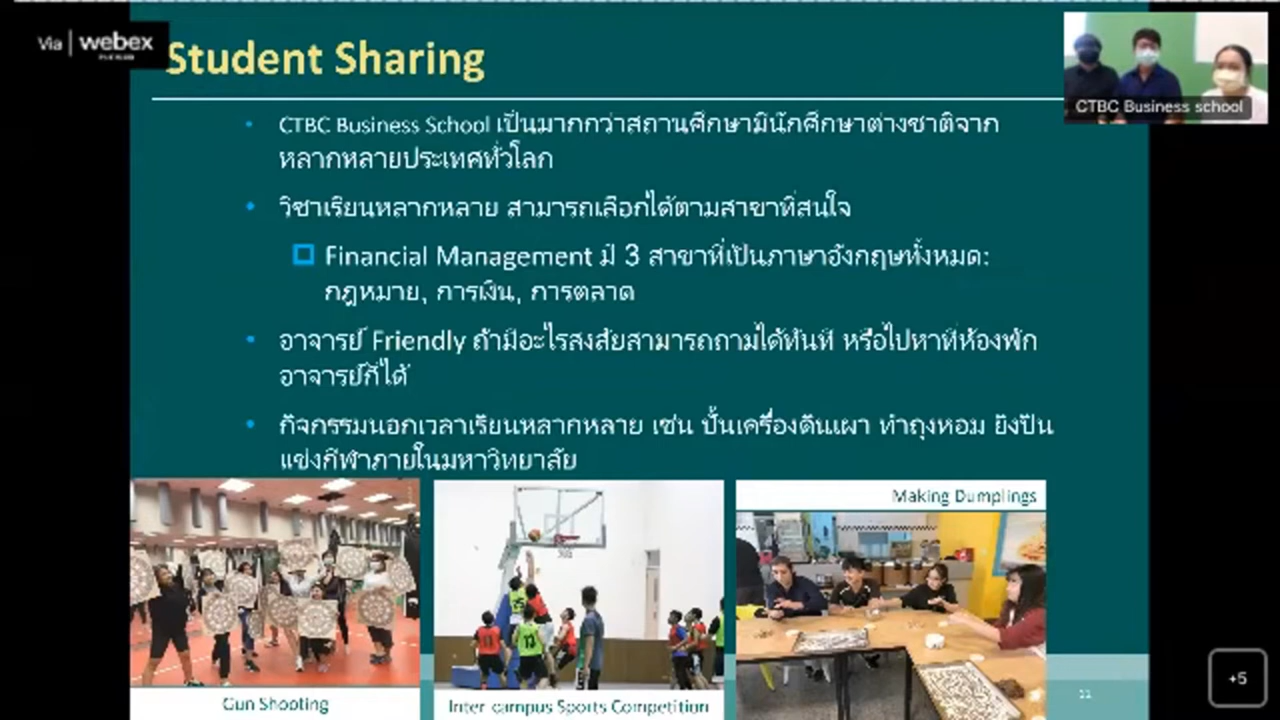 Via | webex
Student Sharing
CTBC Business school
• CTBC Business School เป็นมากกว่าสถานศึกษามีนักศึกษาต่างชาติจาก
หลากหลายประเทศทั่วโลก
• วิชาเรียนหลากหลาย สามารถเลือกได้ตามสาขาที่สนใจ
Financial Management มี 3 สาขาที่เป็นภาษาอังกฤษทั้งหมด:
กฎหมาย, การเงิน, การตลาด
• อาจารย์ Friendly ถ้ามีอะไรสงสัยสามารถถามได้ทันที หรือไปหาที่ห้องพัก
อาจารย์ก็ได้
• กิจกรรมนอกเวลาเรียนหลากหลาย เช่น ปั้นเครื่องดินเผา ทำถุงหอม ยิงปืน
แข่งกีฬาภายในมหาวิทยาลัย
Making Dumplings
Gun Shooting
Inter campus Sports Competition
11
+5